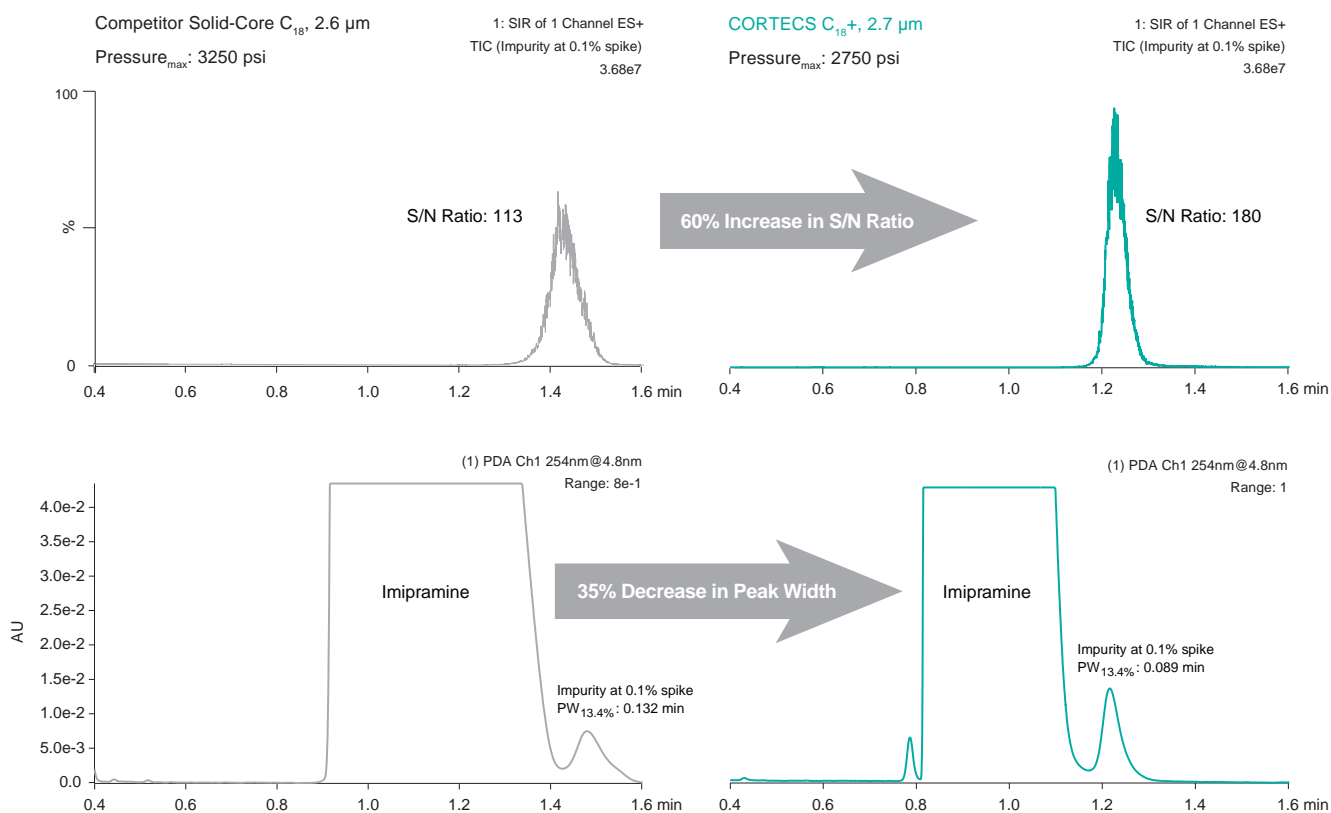 Competitor Solid-Core C18, 2.6 µm
Pressuremax: 3250 psi
1: SIR of 1 Channel ES+
TIC (Impurity at 0.1% spike)
3.68e7
100
%
0
S/N Ratio: 113
0.4 0.6 0.8 1.0 1.2 1.4 1.6 min
60% Increase in S/N Ratio
CORTECS C18+, 2.7 µm
Pressuremax: 2750 psi
1: SIR of 1 Channel ES+
TIC (Impurity at 0.1% spike)
3.68e7
S/N Ratio: 180
0.4 0.6 0.8 1.0 1.2 1.4 1.6 min
(1) PDA Ch1 254nm@4.8nm
Range: 8e-1
AU
4.0e-2
3.5e-2
3.0e-2
2.5e-2
2.0e-2
1.5e-2
1.0e-2
5.0e-3
0.0
Imipramine
Impurity at 0.1% spike
PW13.4%: 0.132 min
0.4 0.6 0.8 1.0 1.2 1.4 1.6 min
35% Decrease in Peak Width
(1) PDA Ch1 254nm@4.8nm
Range: 1
Imipramine
Impurity at 0.1% spike
PW13.4%: 0.089 min
0.4 0.6 0.8 1.0 1.2 1.4 1.6 min